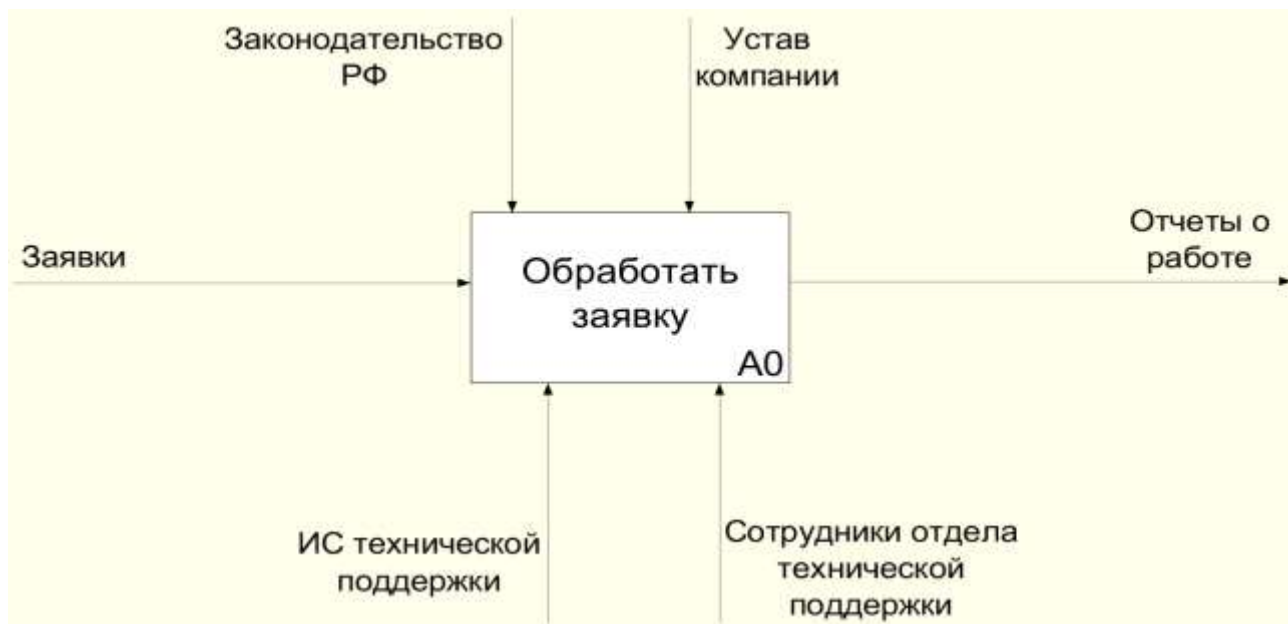 Законодательство
РФ
Устав
компании
Заявки
Обработать
заявку
A0
Отчеты о
работе
ИС технической
поддержки
Сотрудники отдела
технической
поддержки